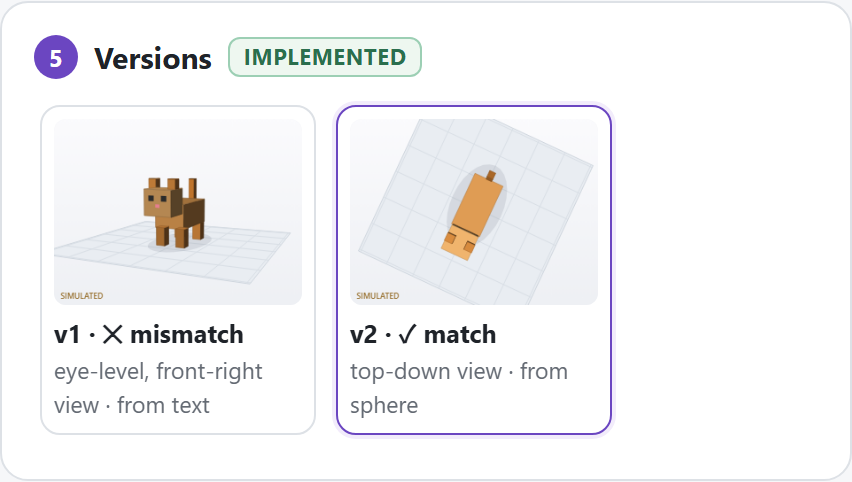 5 Versions IMPLEMENTED
SIMULATED
v1 · ✕ mismatch
eye-level, front-right
view · from text
SIMULATED
v2 · ✓ match
top-down view · from
sphere